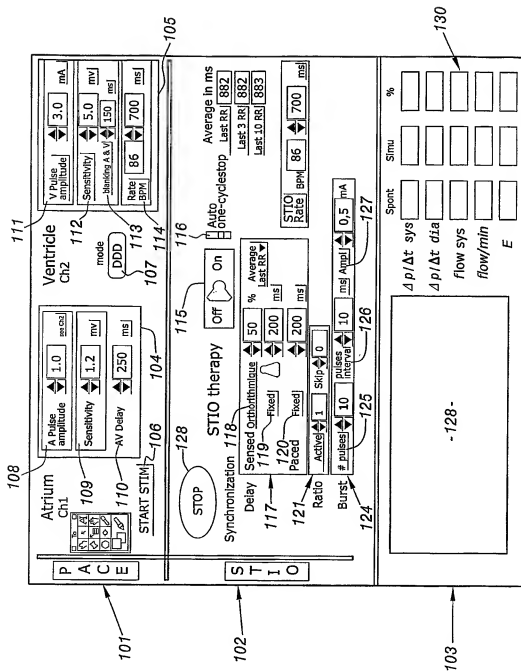 P A C E
101
Atrium
Ch1
To
START STIM
106
108
A Pulse amplitude
1.0
see Ch2
109
Sensitivity
1.2
mv
110
AV Delay
250
ms
104
Ventricle
Ch2
mode
DDD
107
111
V Pulse amplitude
3.0
mA
112
Sensitivity
5.0
mv
113
blanking A & V
150
ms
114
Rate
BPM
86
700
ms
105
S T I O
102
STIO therapy
128
STOP
115
Off
On
116
Auto
one-cyclestop
Average in ms
Last RR
882
Last 3 RR
882
Last 10 RR
883
STIO Rate
BPM
86
700
ms
Synchronization
Delay
117
Sensed
118
Orthorithmique
50
%
Average
Last RR
119
Fixed
200
ms
120
Paced
Fixed
200
ms
121
Ratio
Active
1
Skip
0
Burst
124
# pulses
10
125
pulses interval
10
ms
126
Ampl
0,5
mA
127
103
-128-
Spont
Simu
%
Δp/Δt sys
Δp/Δt dia
flow sys
flow/min
E
130